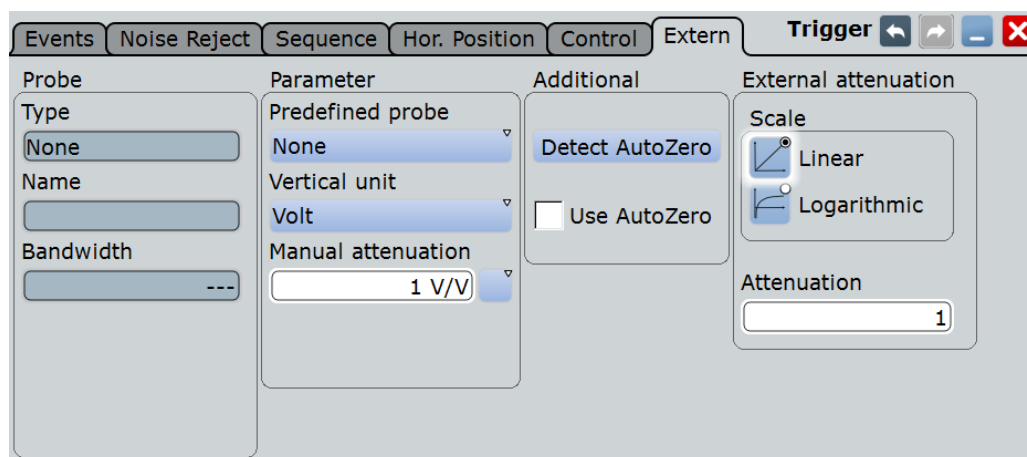 Events Noise Reject Sequence Hor. Position Control Extern Trigger
Probe
Type
None
Name
Bandwidth
---
Parameter
Predefined probe
None
Vertical unit
Volt
Manual attenuation
1 V/V
Additional
Detect AutoZero
Use AutoZero
External attenuation
Scale
Linear
Logarithmic
Attenuation
1